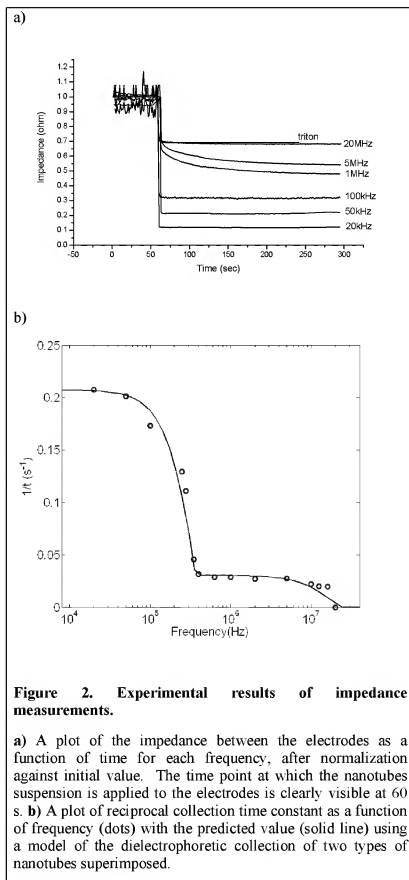 a)
1.2
1.1
1.0
0.9
0.8
0.7
0.6
0.5
0.4
0.3
0.2
0.1
0.0
Impedance (ohm)
triton
20MHz
5MHz
1MHz
100kHz
50kHz
20kHz
0 50 100 150 200 250 300
Time (sec)
b)
0.25
0.2
0.15
0.1
0.05
0
1/t (s⁻¹)
10⁴ 10⁵ 10⁶ 10⁷
Frequency(Hz)
Figure 2. Experimental results of impedance
measurements.
a) A plot of the impedance between the electrodes as a
function of time for each frequency, after normalization
against initial value. The time point at which the nanotubes
suspension is applied to the electrodes is clearly visible at 60
s. b) A plot of reciprocal collection time constant as a function
of frequency (dots) with the predicted value (solid line) using
a model of the dielectrophoretic collection of two types of
nanotubes superimposed.